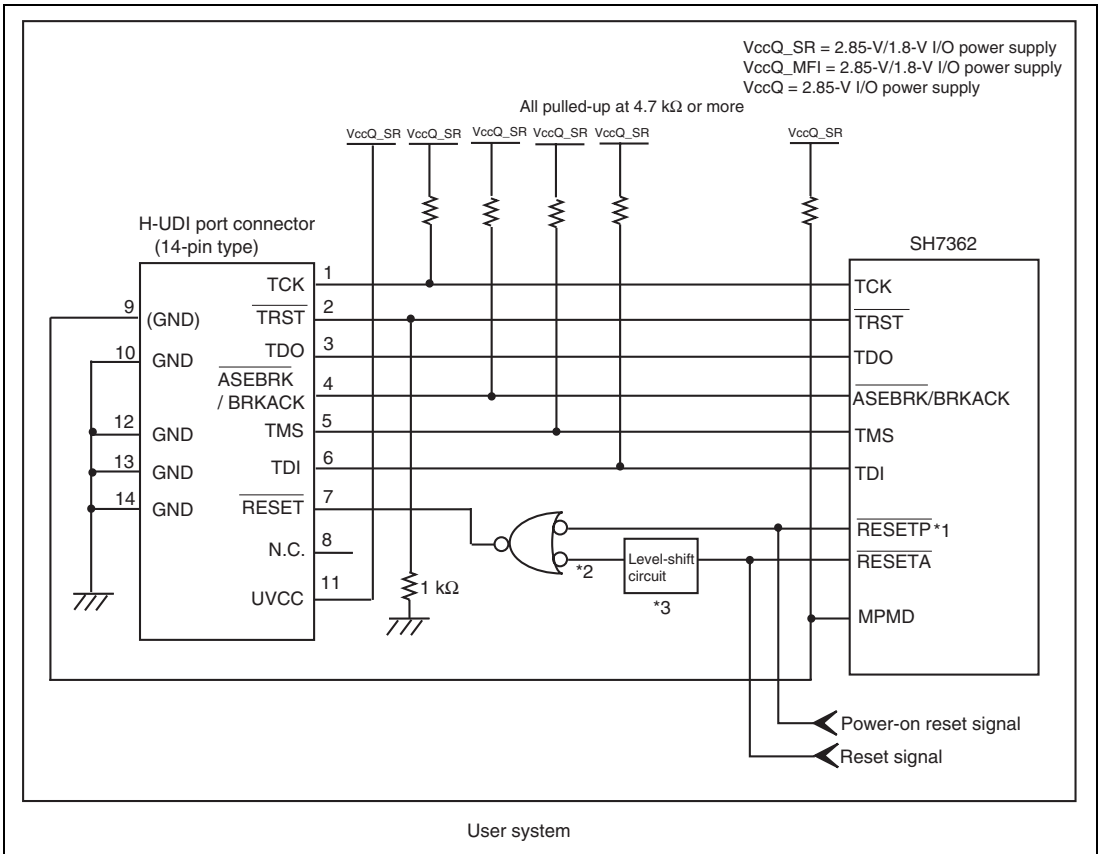 VccQ_SR = 2.85-V/1.8-V I/O power supply
VccQ_MFI = 2.85-V/1.8-V I/O power supply
VccQ = 2.85-V I/O power supply
All pulled-up at 4.7 kΩ or more
VccQ_SR VccQ_SR VccQ_SR VccQ_SR VccQ_SR VccQ_SR
H-UDI port connector
(14-pin type)
SH7362
TCK 1 TCK
9 (GND) TRST 2 TRST
TDO 3 TDO
10 GND
ASEBRK
/ BRKACK 4 ASEBRK/BRKACK
12 GND TMS 5 TMS
13 GND TDI 6 TDI
14 GND RESET 7
RESETP *1
N.C. 8
*2
Level-shift
circuit
*3
RESETA
UVCC 11
1 kΩ
MPMD
Power-on reset signal
Reset signal
User system